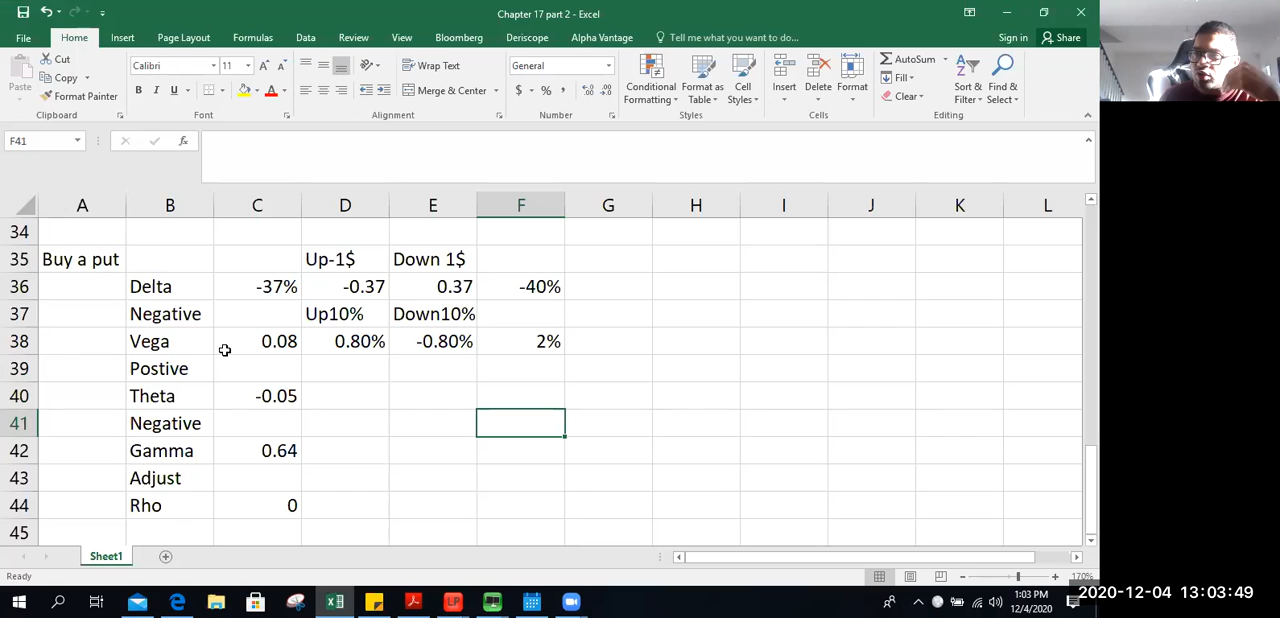 Chapter 17 part 2 - Excel
File Home Insert Page Layout Formulas Data Review View Bloomberg Deriscope Alpha Vantage Tell me what you want to do... Sign in Share
Paste
Cut
Copy
Format Painter
Clipboard
Calibri 11
B I U
Font
Wrap Text
Merge & Center
Alignment
General
$ % ,
Number
Conditional Formatting
Format as Table
Cell Styles
Styles
Insert Delete Format
Cells
AutoSum
Fill
Clear
Sort & Filter
Find & Select
Editing
F41 fx
A B C D E F G H I J K L
34
35 Buy a put Up-1$ Down 1$
36 Delta -37% -0.37 0.37 -40%
37 Negative Up10% Down10%
38 Vega 0.08 0.80% -0.80% 2%
39 Postive
40 Theta -0.05
41 Negative
42 Gamma 0.64
43 Adjust
44 Rho 0
45
Sheet1
Ready 170%
1:03 PM
12/4/2020
2020-12-04 13:03:49